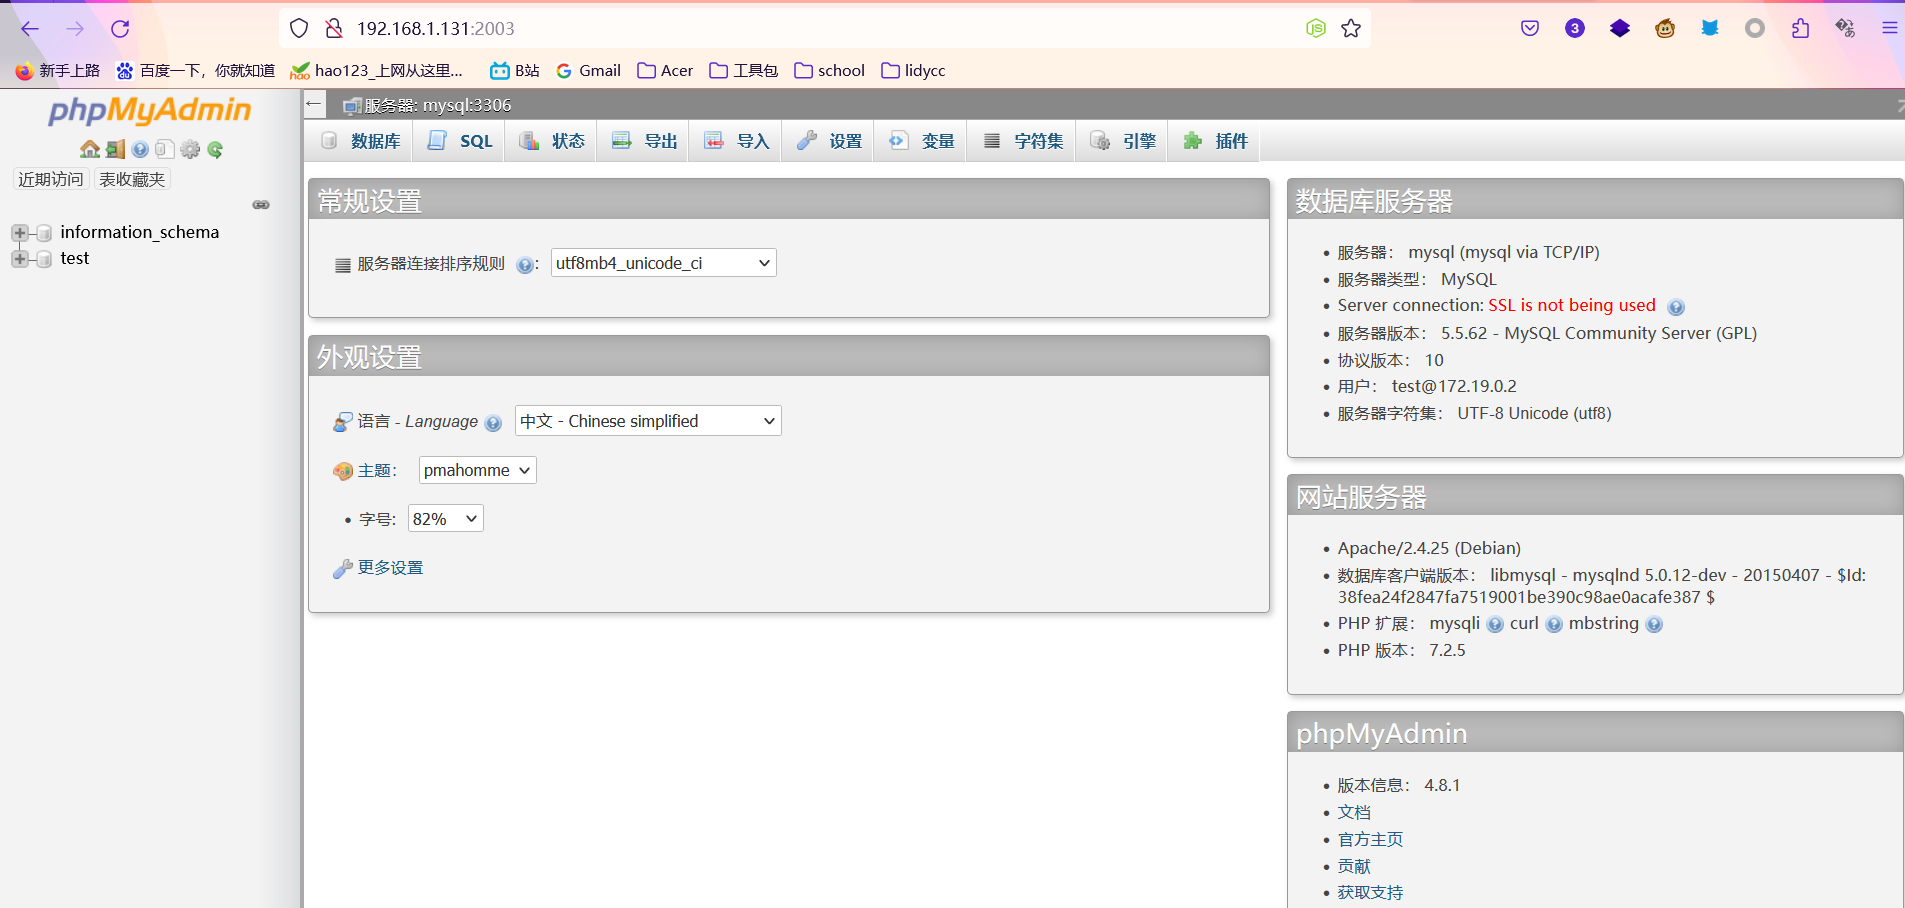 192.168.1.131:2003
3
新手上路 百度一下，你就知道 hao123_上网从这里... B站 Gmail Acer 工具包 school lidycc
phpMyAdmin
近期访问 表收藏夹
information_schema
test
服务器: mysql:3306
数据库 SQL 状态 导出 导入 设置 变量 字符集 引擎 插件
常规设置
服务器连接排序规则 : utf8mb4_unicode_ci
外观设置
语言 - Language 中文 - Chinese simplified
主题： pmahomme
字号: 82%
更多设置
数据库服务器
服务器： mysql (mysql via TCP/IP)
服务器类型： MySQL
Server connection: SSL is not being used
服务器版本： 5.5.62 - MySQL Community Server (GPL)
协议版本： 10
用户： test@172.19.0.2
服务器字符集： UTF-8 Unicode (utf8)
网站服务器
Apache/2.4.25 (Debian)
数据库客户端版本： libmysql - mysqlnd 5.0.12-dev - 20150407 - $Id:
38fea24f2847fa7519001be390c98ae0acafe387 $
PHP 扩展： mysqli curl mbstring
PHP 版本： 7.2.5
phpMyAdmin
版本信息： 4.8.1
文档
官方主页
贡献
获取支持